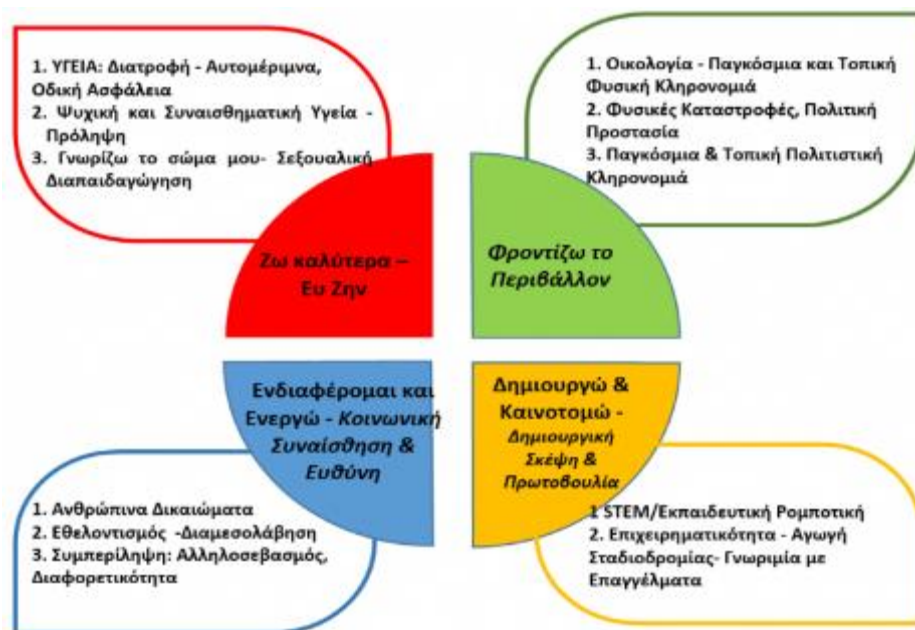 1. ΥΓΕΙΑ: Διατροφή - Αυτομέριμνα,
Οδική Ασφάλεια
2. Ψυχική και Συναισθηματική Υγεία -
Πρόληψη
3. Γνωρίζω το σώμα μου- Σεξουαλική
Διαπαιδαγώγηση
1. Οικολογία - Παγκόσμια και Τοπική
Φυσική Κληρονομιά
2. Φυσικές Καταστροφές, Πολιτική
Προστασία
3. Παγκόσμια & Τοπική Πολιτιστική
Κληρονομιά
Ζω καλύτερα –
Ευ Ζην
Φροντίζω το
Περιβάλλον
Ενδιαφέρομαι και
Ενεργώ - Κοινωνική
Συναίσθηση &
Ευθύνη
Δημιουργώ &
Καινοτομώ -
Δημιουργική
Σκέψη &
Πρωτοβουλία
1. Ανθρώπινα Δικαιώματα
2. Εθελοντισμός -Διαμεσολάβηση
3. Συμπερίληψη: Αλληλοσεβασμός,
Διαφορετικότητα
1 STEM/Εκπαιδευτική Ρομποτική
2. Επιχειρηματικότητα - Αγωγή
Σταδιοδρομίας- Γνωριμία με
Επαγγέλματα